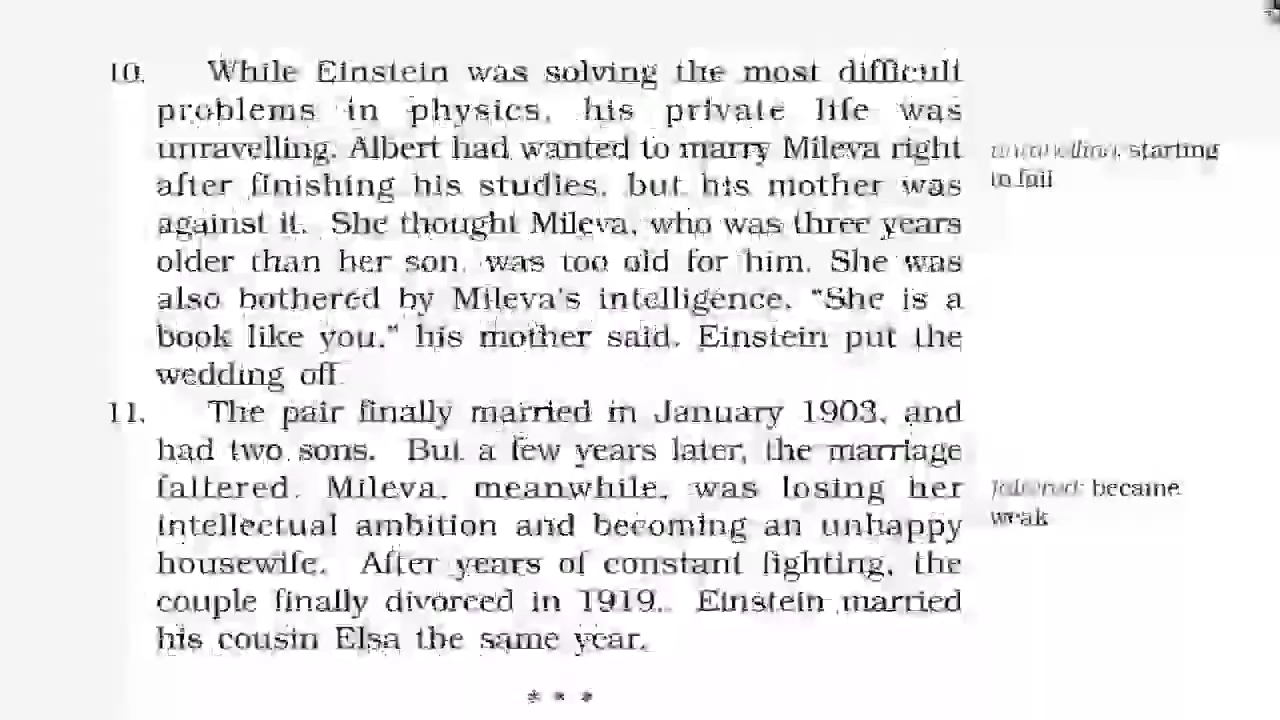 10. While Einstein was solving the most difficult
problems in physics, his private life was
unravelling. Albert had wanted to marry Mileva right
unravelling: starting
after finishing his studies, but his mother was
to fail
against it. She thought Mileva, who was three years
older than her son, was too old for him. She was
also bothered by Mileva's intelligence. “She is a
book like you,” his mother said. Einstein put the
wedding off.
11. The pair finally married in January 1903, and
had two sons. But a few years later, the marriage
faltered. Mileva, meanwhile, was losing her
faltered: became
intellectual ambition and becoming an unhappy
weak
housewife. After years of constant fighting, the
couple finally divorced in 1919. Einstein married
his cousin Elsa the same year.
* * *